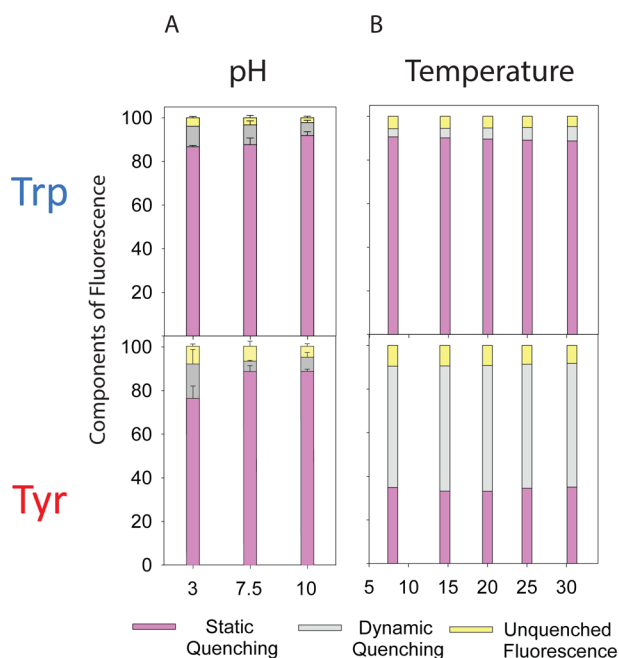 A
B
pH
Temperature
Trp
Tyr
Components of Fluorescence
100
80
60
40
20
100
80
60
40
20
0
3 7.5 10
5 10 15 20 25 30
Static
Quenching
Dynamic
Quenching
Unquenched
Fluorescence